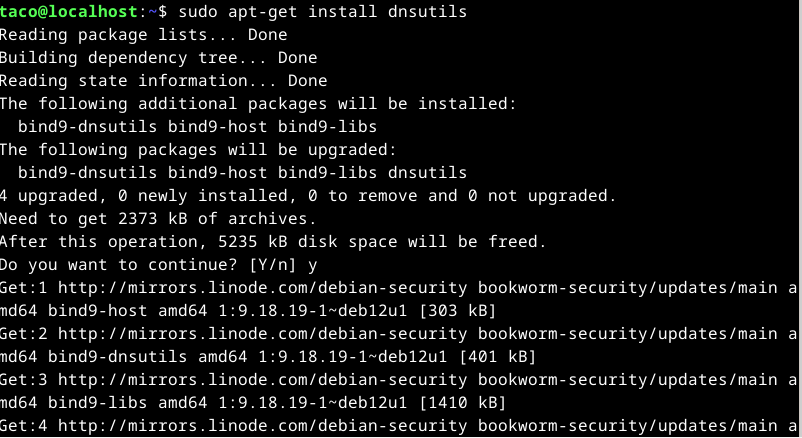 taco@localhost:~$ sudo apt-get install dnsutils
Reading package lists... Done
Building dependency tree... Done
Reading state information... Done
The following additional packages will be installed:
  bind9-dnsutils bind9-host bind9-libs
The following packages will be upgraded:
  bind9-dnsutils bind9-host bind9-libs dnsutils
4 upgraded, 0 newly installed, 0 to remove and 0 not upgraded.
Need to get 2373 kB of archives.
After this operation, 5235 kB disk space will be freed.
Do you want to continue? [Y/n] y
Get:1 http://mirrors.linode.com/debian-security bookworm-security/updates/main a
md64 bind9-host amd64 1:9.18.19-1~deb12u1 [303 kB]
Get:2 http://mirrors.linode.com/debian-security bookworm-security/updates/main a
md64 bind9-dnsutils amd64 1:9.18.19-1~deb12u1 [401 kB]
Get:3 http://mirrors.linode.com/debian-security bookworm-security/updates/main a
md64 bind9-libs amd64 1:9.18.19-1~deb12u1 [1410 kB]
Get:4 http://mirrors.linode.com/debian-security bookworm-security/updates/main a